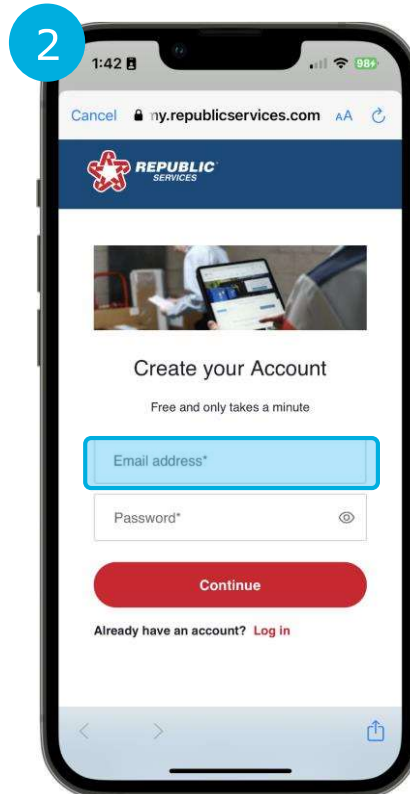 2
1:42 98
Cancel my.republicservices.com AA
REPUBLIC
SERVICES
Create your Account
Free and only takes a minute
Email address*
Password*
Continue
Already have an account? Log in